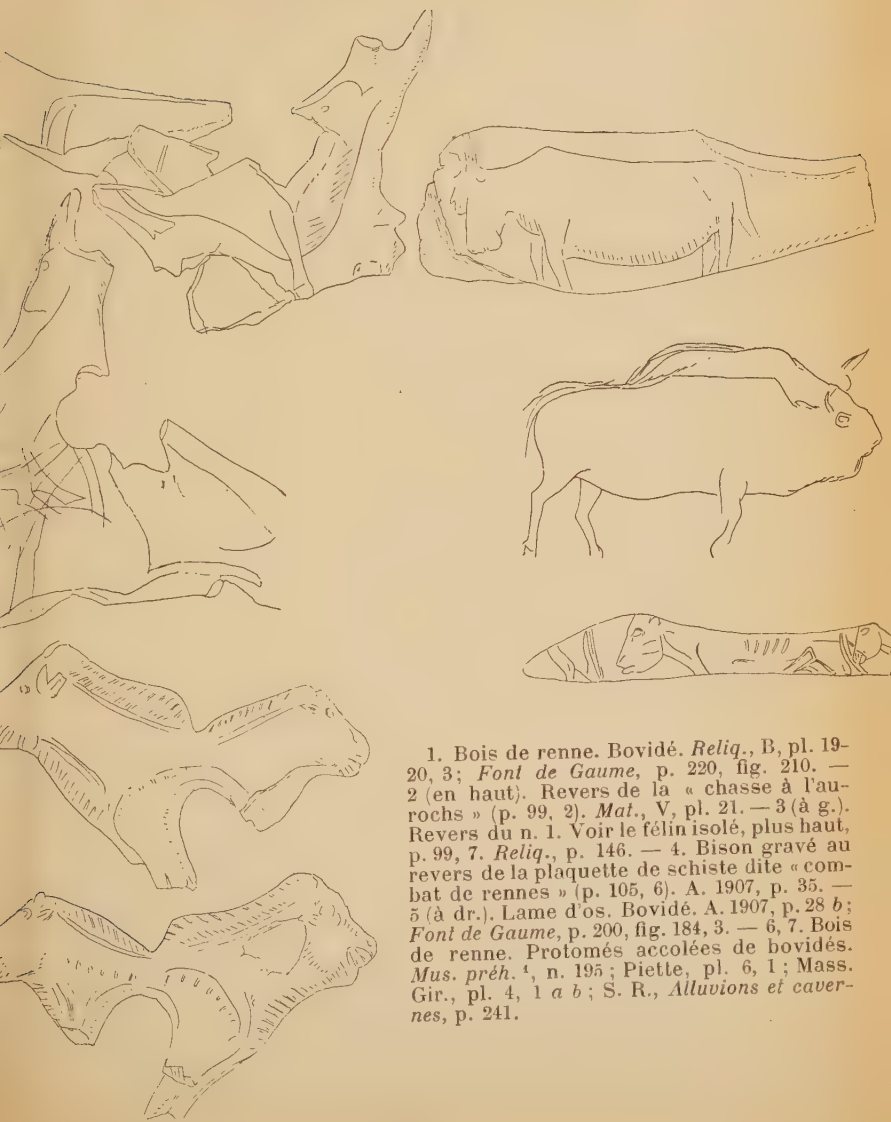 1. Bois de renne. Bovidé. Reliq., B, pl. 19-
20, 3; Font de Gaume, p. 220, fig. 210. —
2 (en haut). Revers de la « chasse à l'au-
rochs » (p. 99, 2). Mat., V, pl. 21. — 3 (à g.).
Revers du n. 1. Voir le félin isolé, plus haut,
p. 99, 7. Reliq., p. 146. — 4. Bison gravé au
revers de la plaquette de schiste dite « com-
bat de rennes » (p. 105, 6). A. 1907, p. 35. —
5 (à dr.). Lame d'os. Bovidé. A. 1907, p. 28 b;
Font de Gaume, p. 200, fig. 184, 3. — 6, 7. Bois
de renne. Protomés accolées de bovidés.
Mus. préh. ¹, n. 195; Piette, pl. 6, 1; Mass.
Gir., pl. 4, 1 a b; S. R., Alluvions et caver-
nes, p. 241.